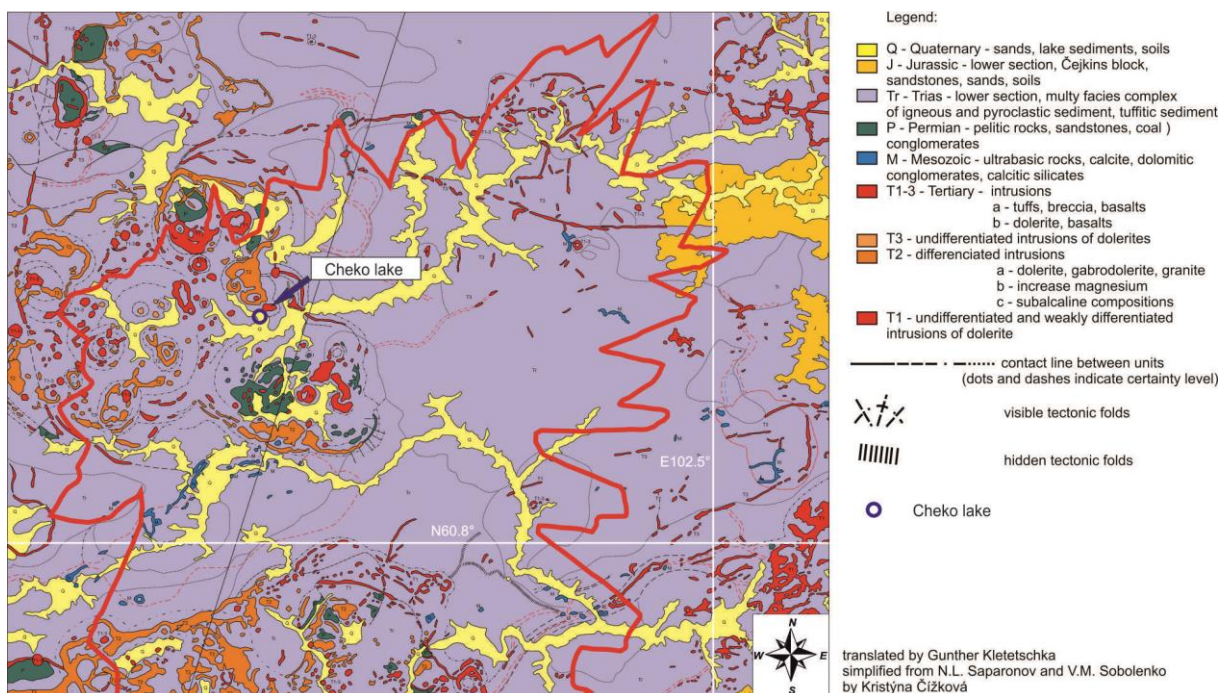 Cheko lake
E102.5°
N60.8°
N
W E
S
Legend:
Q - Quaternary - sands, lake sediments, soils
J - Jurassic - lower section, Čejkins block,
sandstones, sands, soils
Tr - Trias - lower section, multy facies complex
of igneous and pyroclastic sediment, tuffitic sediment
P - Permian - pelitic rocks, sandstones, coal )
conglomerates
M - Mesozoic - ultrabasic rocks, calcite, dolomitic
conglomerates, calcitic silicates
T1-3 - Tertiary - intrusions
a - tuffs, breccia, basalts
b - dolerite, basalts
T3 - undifferentiated intrusions of dolerites
T2 - differenciated intrusions
a - dolerite, gabrodolerite, granite
b - increase magnesium
c - subalcaline compositions
T1 - undifferentiated and weakly differentiated
intrusions of dolerite
contact line between units
(dots and dashes indicate certainty level)
visible tectonic folds
hidden tectonic folds
Cheko lake
translated by Gunther Kletetschka
simplified from N.L. Saparonov and V.M. Sobolenko
by Kristýna Čížková